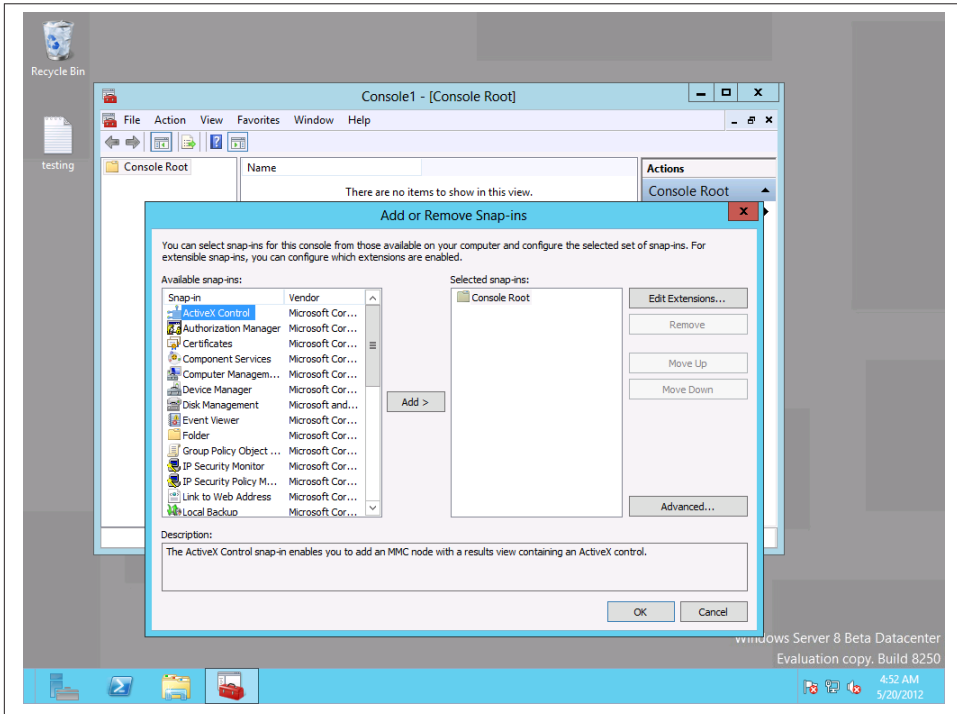 Recycle Bin
testing
Console1 - [Console Root]
File Action View Favorites Window Help
Console Root
Name
There are no items to show in this view.
Actions
Console Root
Add or Remove Snap-ins
You can select snap-ins for this console from those available on your computer and configure the selected set of snap-ins. For
extensible snap-ins, you can configure which extensions are enabled.
Available snap-ins:
Snap-in Vendor
ActiveX Control Microsoft Cor...
Authorization Manager Microsoft Cor...
Certificates Microsoft Cor...
Component Services Microsoft Cor...
Computer Managem... Microsoft Cor...
Device Manager Microsoft Cor...
Disk Management Microsoft and...
Event Viewer Microsoft Cor...
Folder Microsoft Cor...
Group Policy Object ... Microsoft Cor...
IP Security Monitor Microsoft Cor...
IP Security Policy M... Microsoft Cor...
Link to Web Address Microsoft Cor...
Local Backup Microsoft Cor...
Add >
Selected snap-ins:
Console Root
Edit Extensions...
Remove
Move Up
Move Down
Advanced...
Description:
The ActiveX Control snap-in enables you to add an MMC node with a results view containing an ActiveX control.
OK Cancel
Windows Server 8 Beta Datacenter
Evaluation copy. Build 8250
4:52 AM
5/20/2012